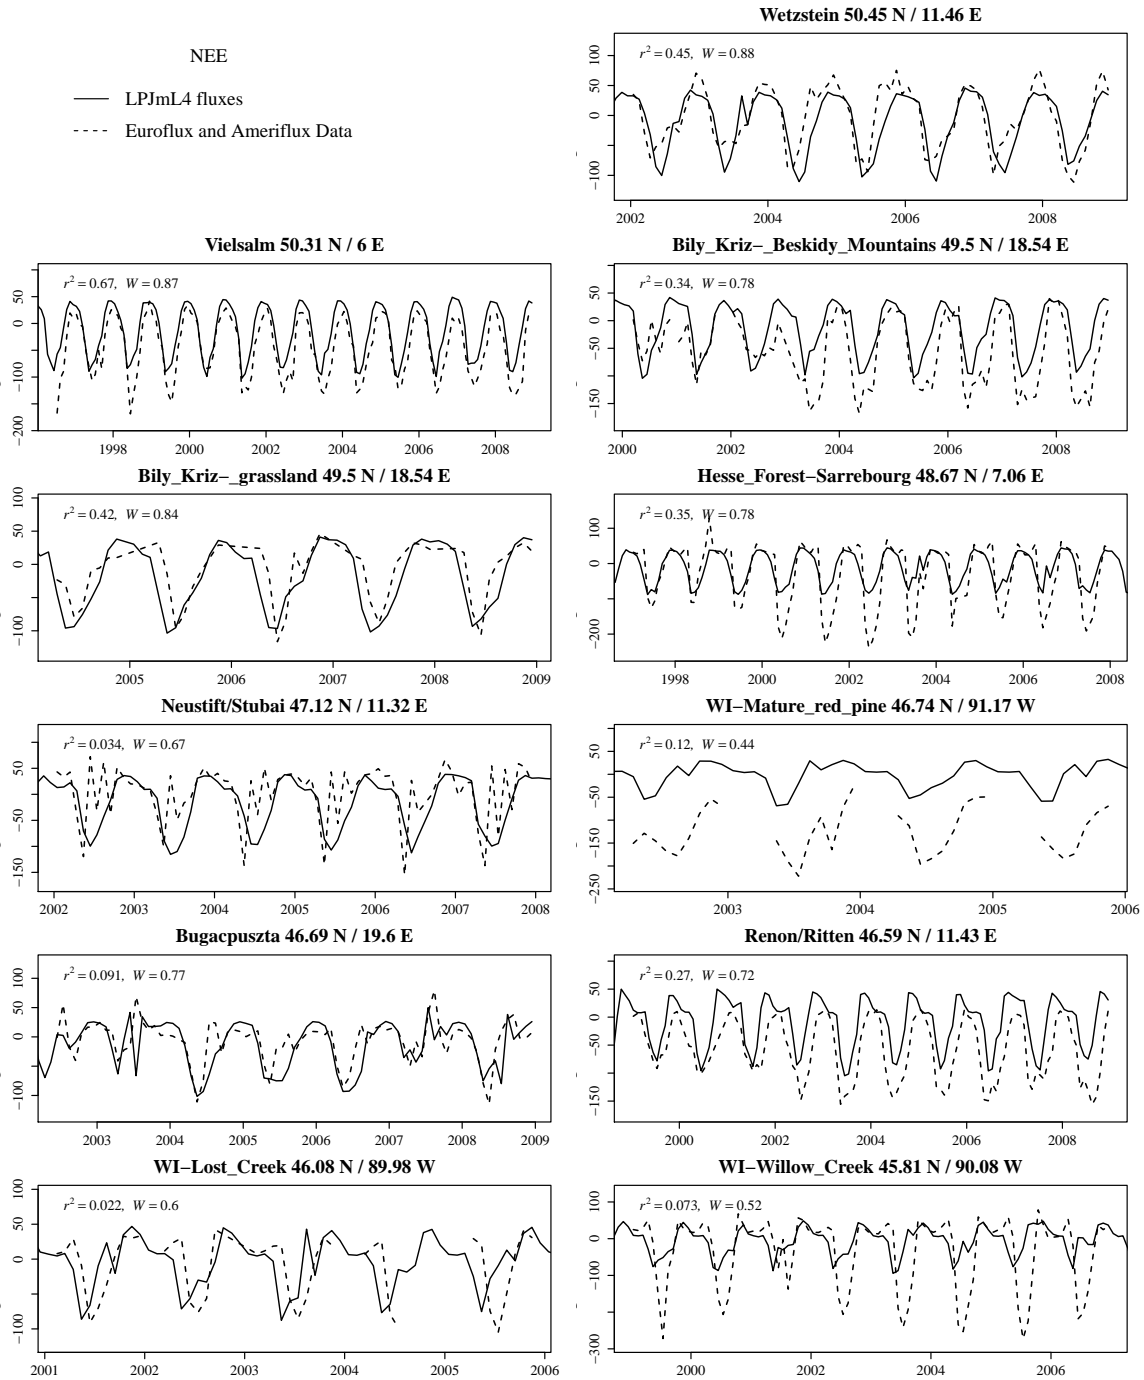 Wetzstein 50.45 N / 11.46 E
NEE
LPJmL4 fluxes
Euroflux and Ameriflux Data
r² = 0.45, W = 0.88
100
50
0
−100
2002 2004 2006 2008
Vielsalm 50.31 N / 6 E
r² = 0.67, W = 0.87
50
0
−100
−200
1998 2000 2002 2004 2006 2008
Bily_Kriz−_Beskidy_Mountains 49.5 N / 18.54 E
r² = 0.34, W = 0.78
50
0
−50
−150
2000 2002 2004 2006 2008
Bily_Kriz−_grassland 49.5 N / 18.54 E
r² = 0.42, W = 0.84
100
50
0
−100
2005 2006 2007 2008 2009
Hesse_Forest−Sarrebourg 48.67 N / 7.06 E
r² = 0.35, W = 0.78
100
0
−200
1998 2000 2002 2004 2006 2008
Neustift/Stubai 47.12 N / 11.32 E
r² = 0.034, W = 0.67
50
0
−50
−150
2002 2003 2004 2005 2006 2007 2008
WI−Mature_red_pine 46.74 N / 91.17 W
r² = 0.12, W = 0.44
50
−50
−150
−250
2003 2004 2005 2006
Bugacpuszta 46.69 N / 19.6 E
r² = 0.091, W = 0.77
100
50
0
−100
2003 2004 2005 2006 2007 2008 2009
Renon/Ritten 46.59 N / 11.43 E
r² = 0.27, W = 0.72
50
0
−50
−150
2000 2002 2004 2006 2008
WI−Lost_Creek 46.08 N / 89.98 W
r² = 0.022, W = 0.6
100
50
0
−100
2001 2002 2003 2004 2005 2006
WI−Willow_Creek 45.81 N / 90.08 W
r² = 0.073, W = 0.52
100
0
−100
−300
2000 2002 2004 2006